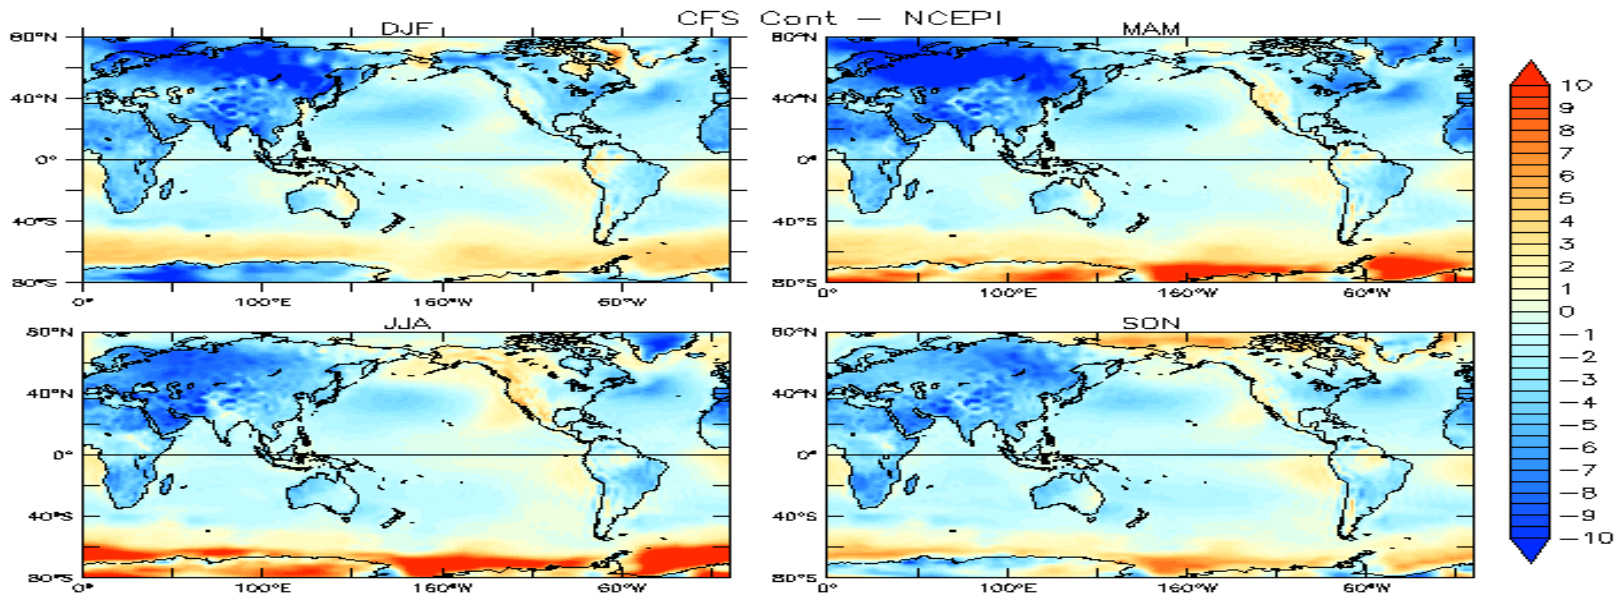 CFS Cont — NCEPI
DJF
MAM
80°N
40°N
0°
40°S
80°S
0°
100°E
160°W
60°W
80°N
40°N
0°
40°S
80°S
0°
100°E
160°W
60°W
JJA
SON
80°N
40°N
0°
40°S
80°S
0°
100°E
160°W
60°W
80°N
40°N
0°
40°S
80°S
0°
100°E
160°W
60°W
10
9
8
7
6
5
4
3
2
1
0
−1
−2
−3
−4
−5
−6
−7
−8
−9
−10